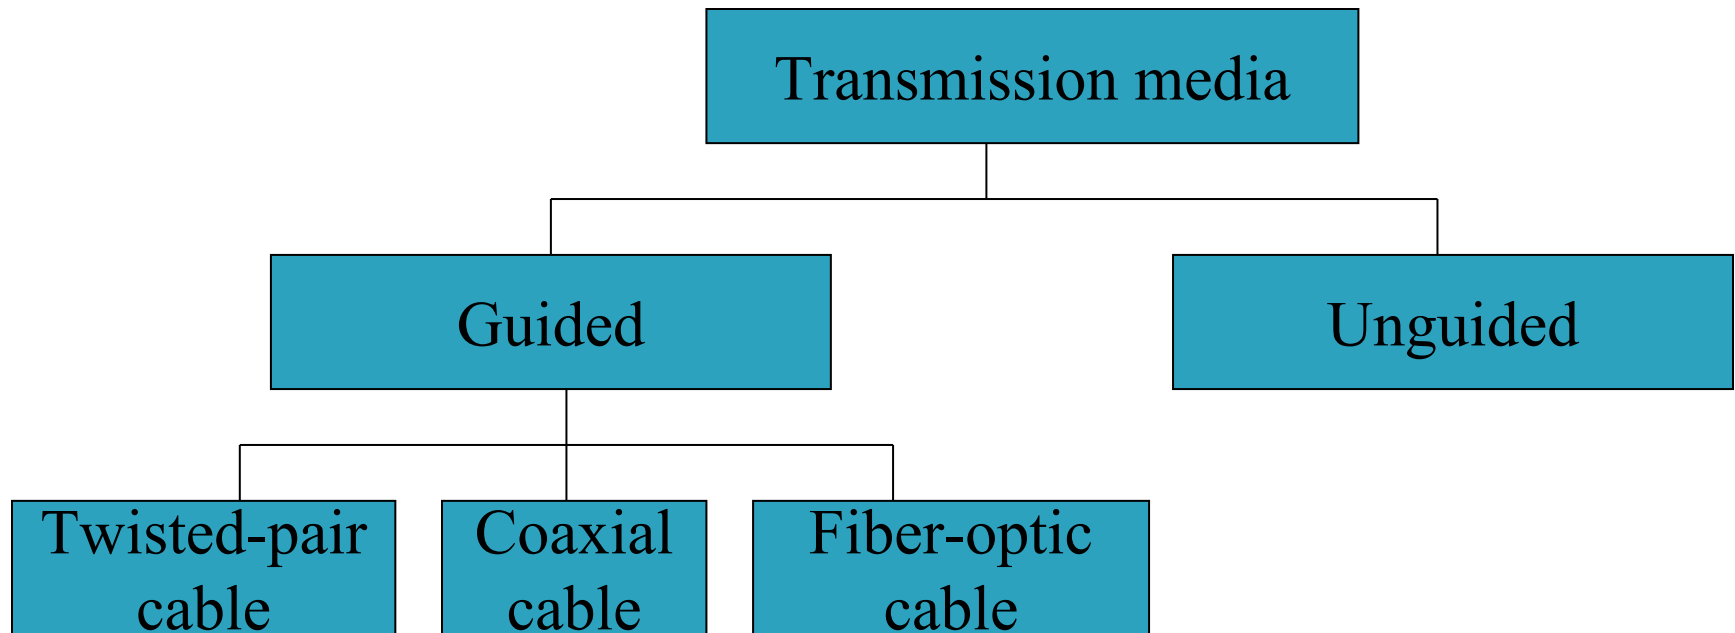 Transmission media
Guided
Unguided
Twisted-pair
cable
Coaxial
cable
Fiber-optic
cable